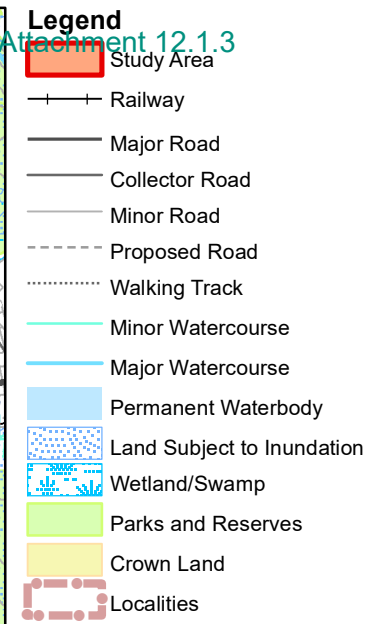 Legend
Attachment 12.1.3
Study Area
Railway
Major Road
Collector Road
Minor Road
Proposed Road
Walking Track
Minor Watercourse
Major Watercourse
Permanent Waterbody
Land Subject to Inundation
Wetland/Swamp
Parks and Reserves
Crown Land
Localities